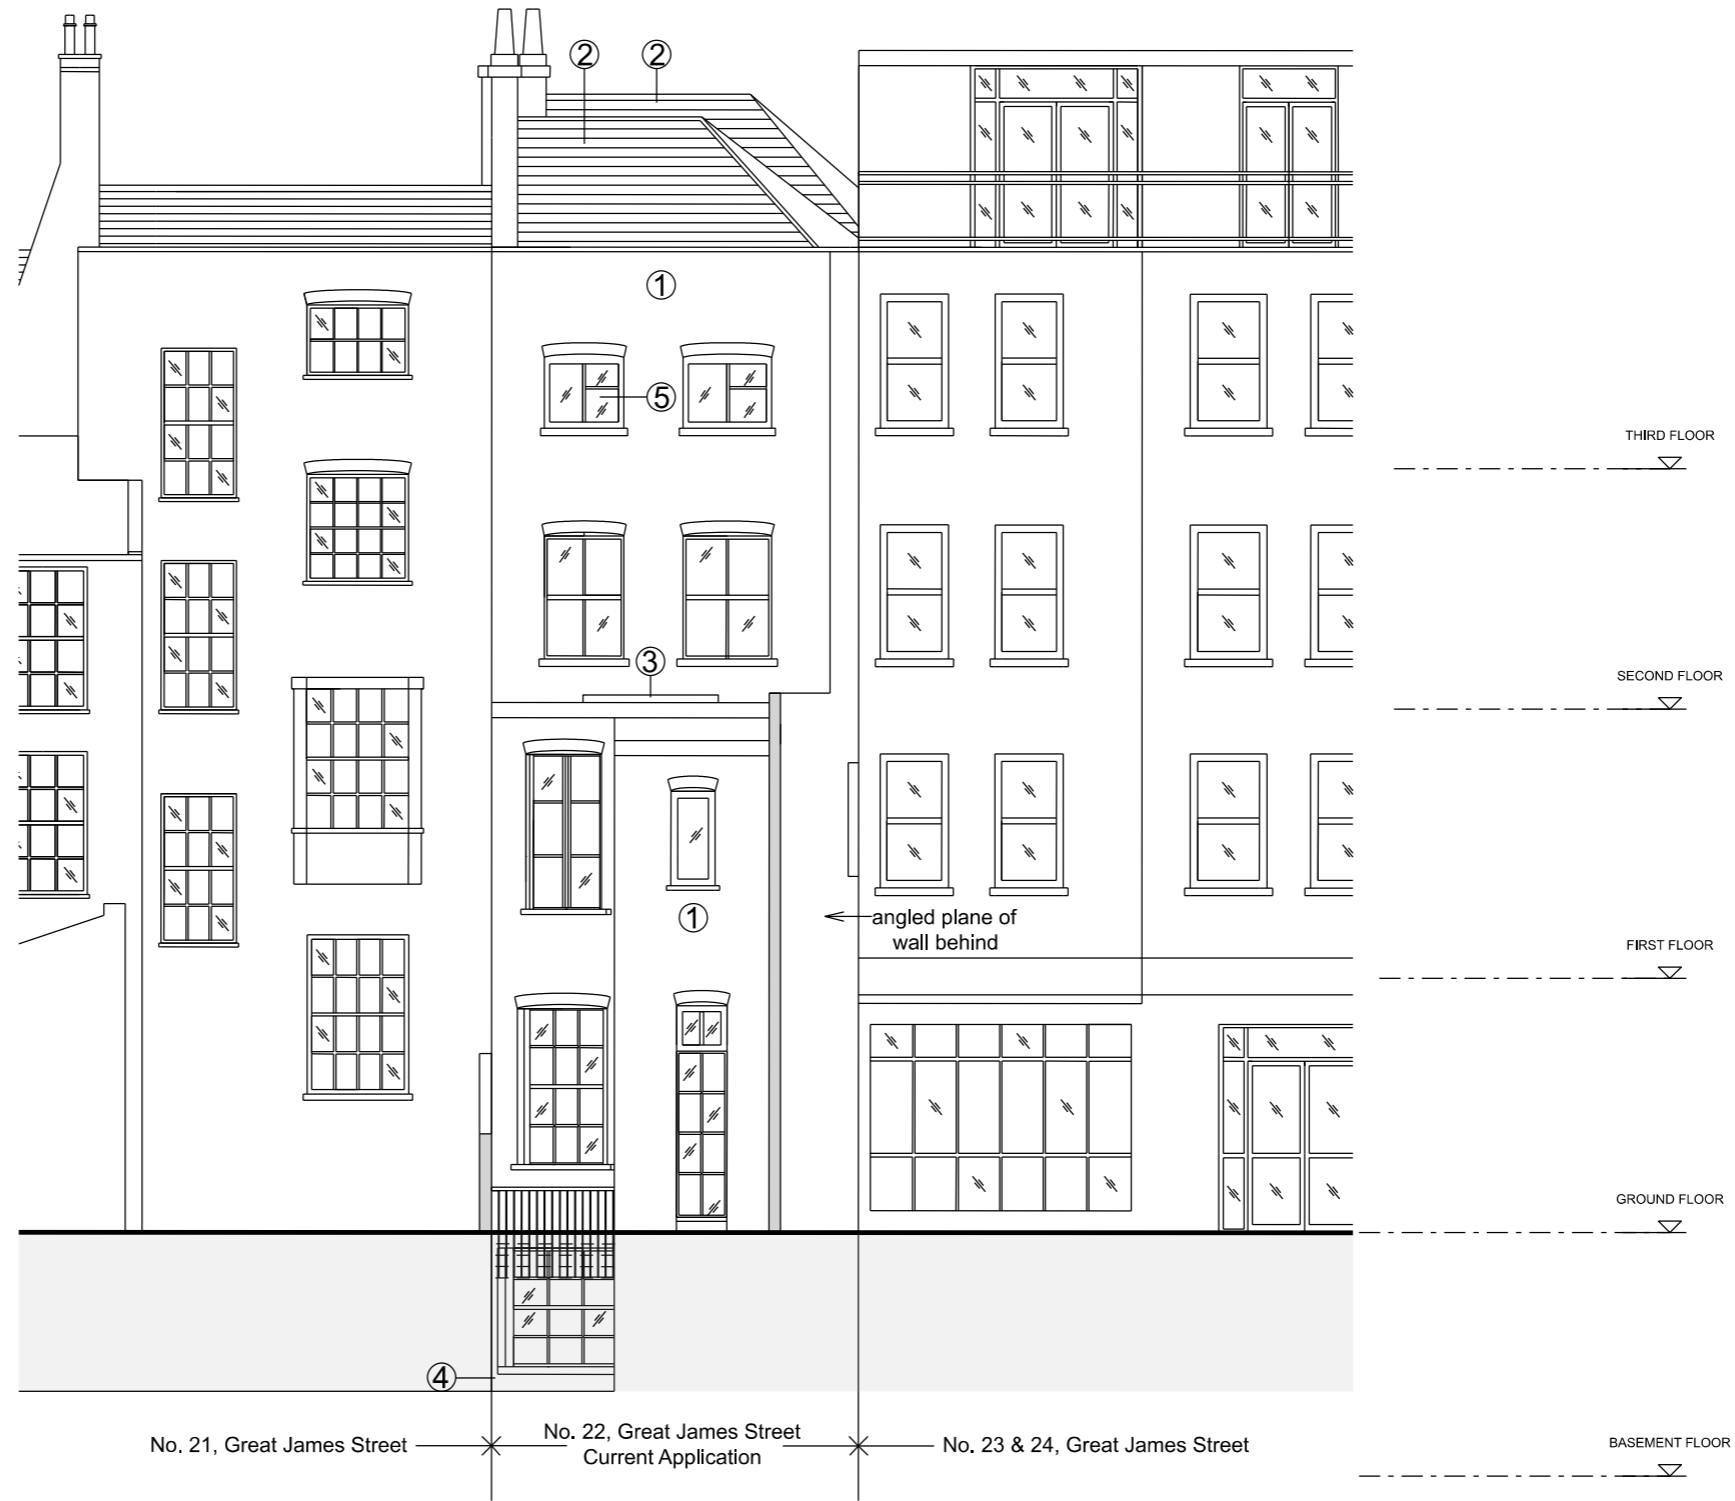 2
2
1
5
THIRD FLOOR
3
SECOND FLOOR
1
angled plane of
wall behind
FIRST FLOOR
GROUND FLOOR
4
No. 21, Great James Street
No. 22, Great James Street
Current Application
No. 23 & 24, Great James Street
BASEMENT FLOOR